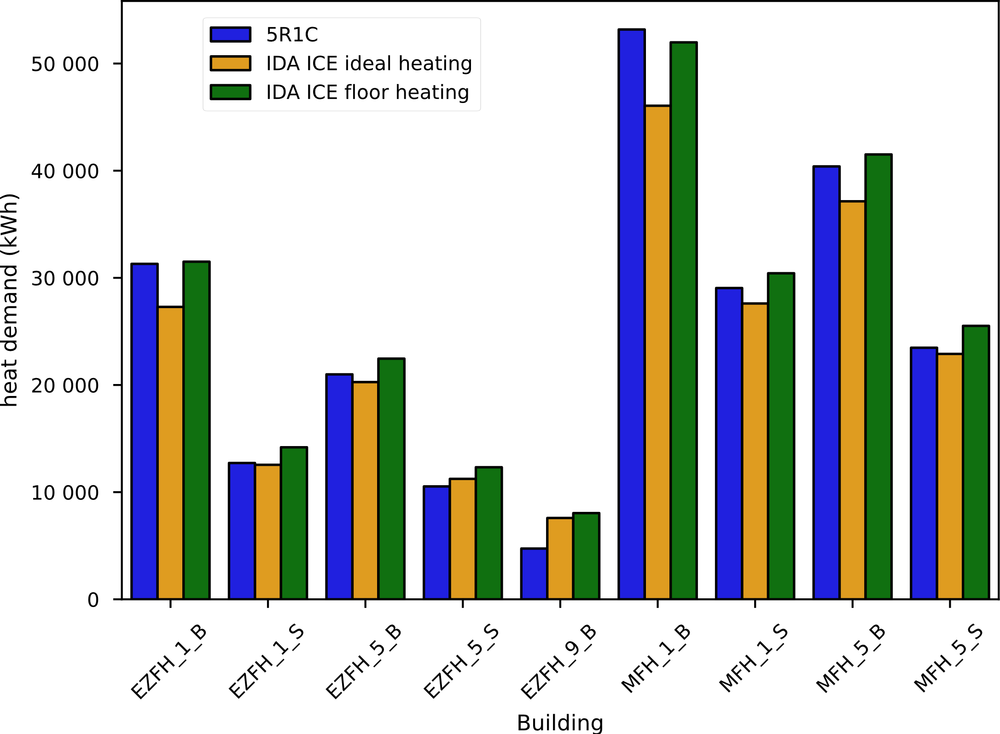 5R1C
IDA ICE ideal heating
IDA ICE floor heating
heat demand (kWh)
50 000
40 000
30 000
20 000
10 000
0
EZFH_1_B
EZFH_1_S
EZFH_5_B
EZFH_5_S
EZFH_9_B
MFH_1_B
MFH_1_S
MFH_5_B
MFH_5_S
Building